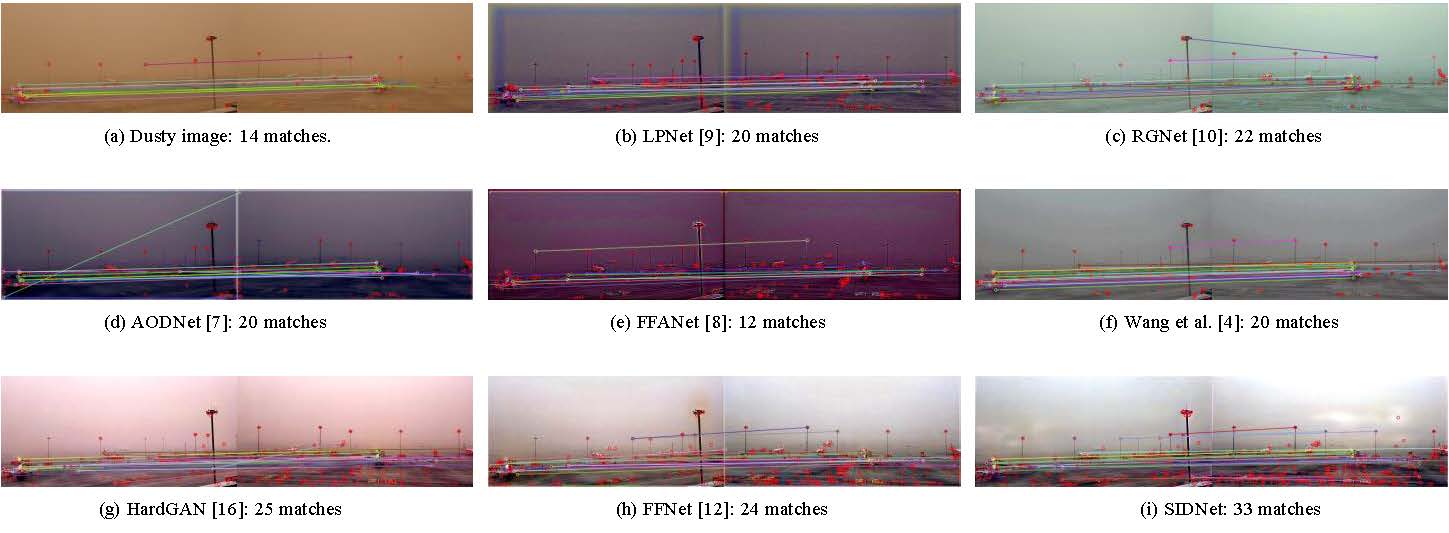 (a) Dusty image: 14 matches.
(b) LPNet [9]: 20 matches
(c) RGNet [10]: 22 matches
(d) AODNet [7]: 20 matches
(e) FFANet [8]: 12 matches
(f) Wang et al. [4]: 20 matches
(g) HardGAN [16]: 25 matches
(h) FFNet [12]: 24 matches
(i) SIDNet: 33 matches